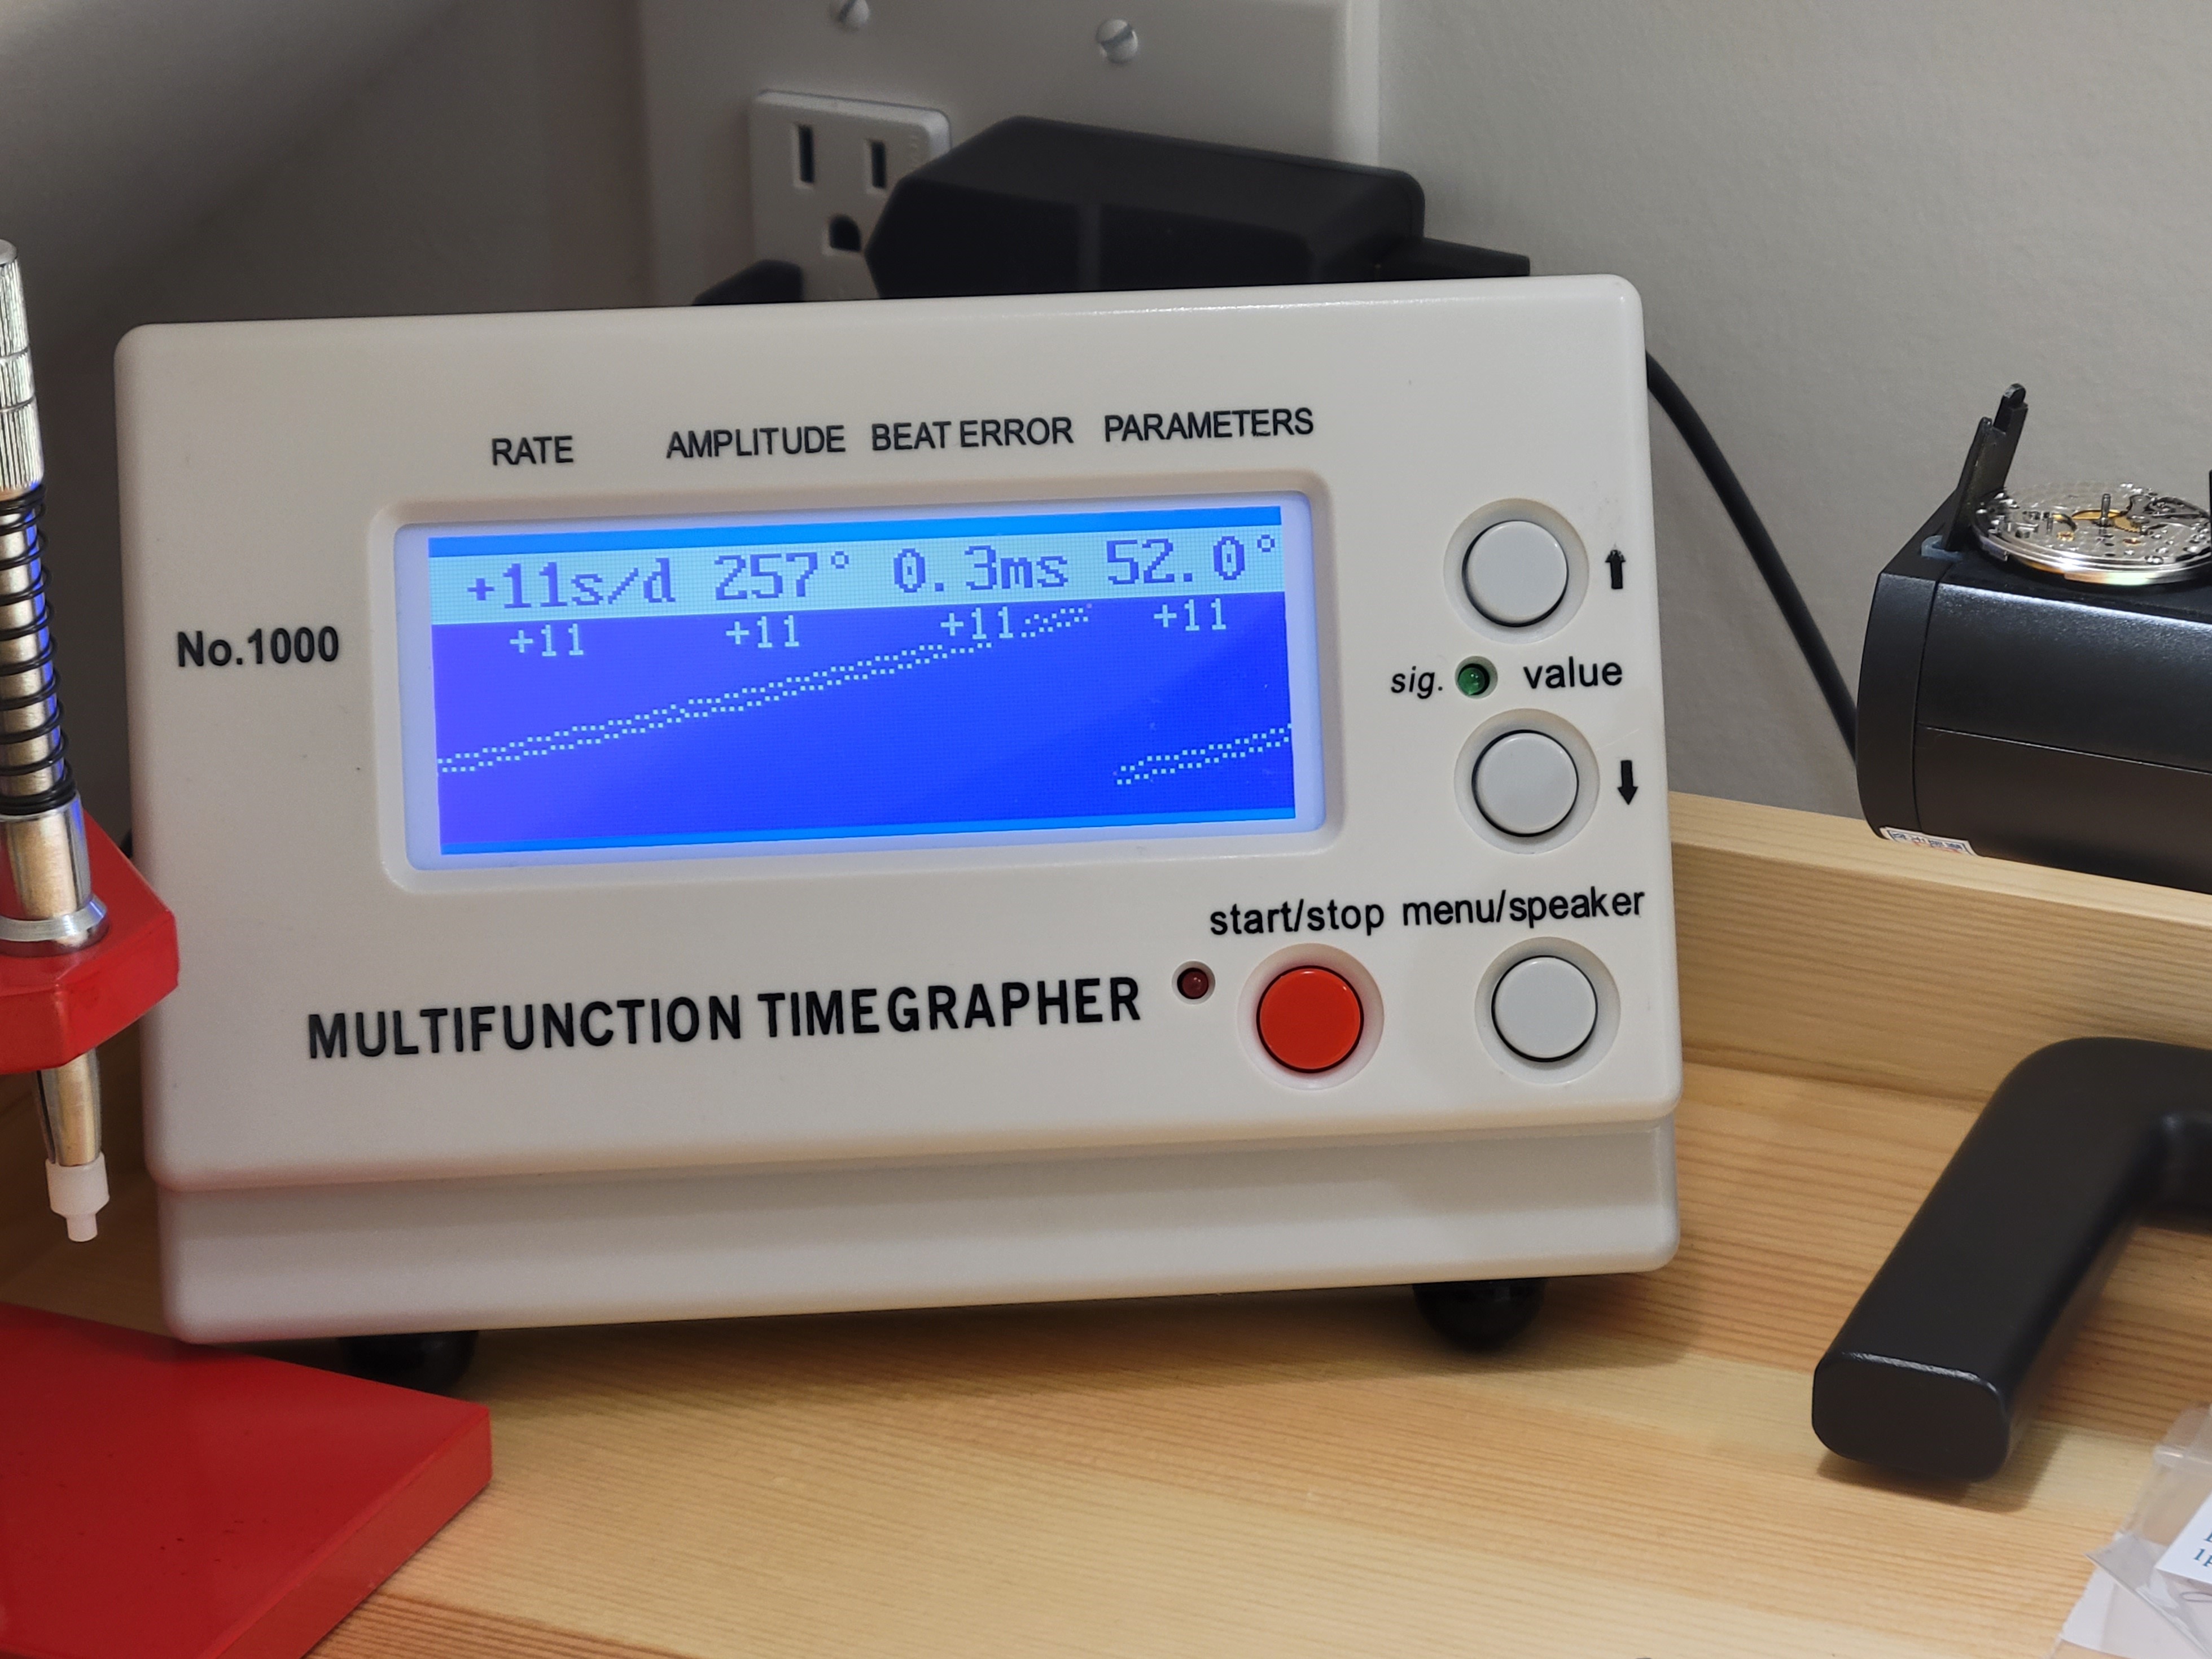 RATE AMPLITUDE BEAT ERROR PARAMETERS
+11s/d 257° 0.3ms 52.0°
+11 +11 +11 +11
No.1000
sig. value
start/stop menu/speaker
MULTIFUNCTION TIMEGRAPHER